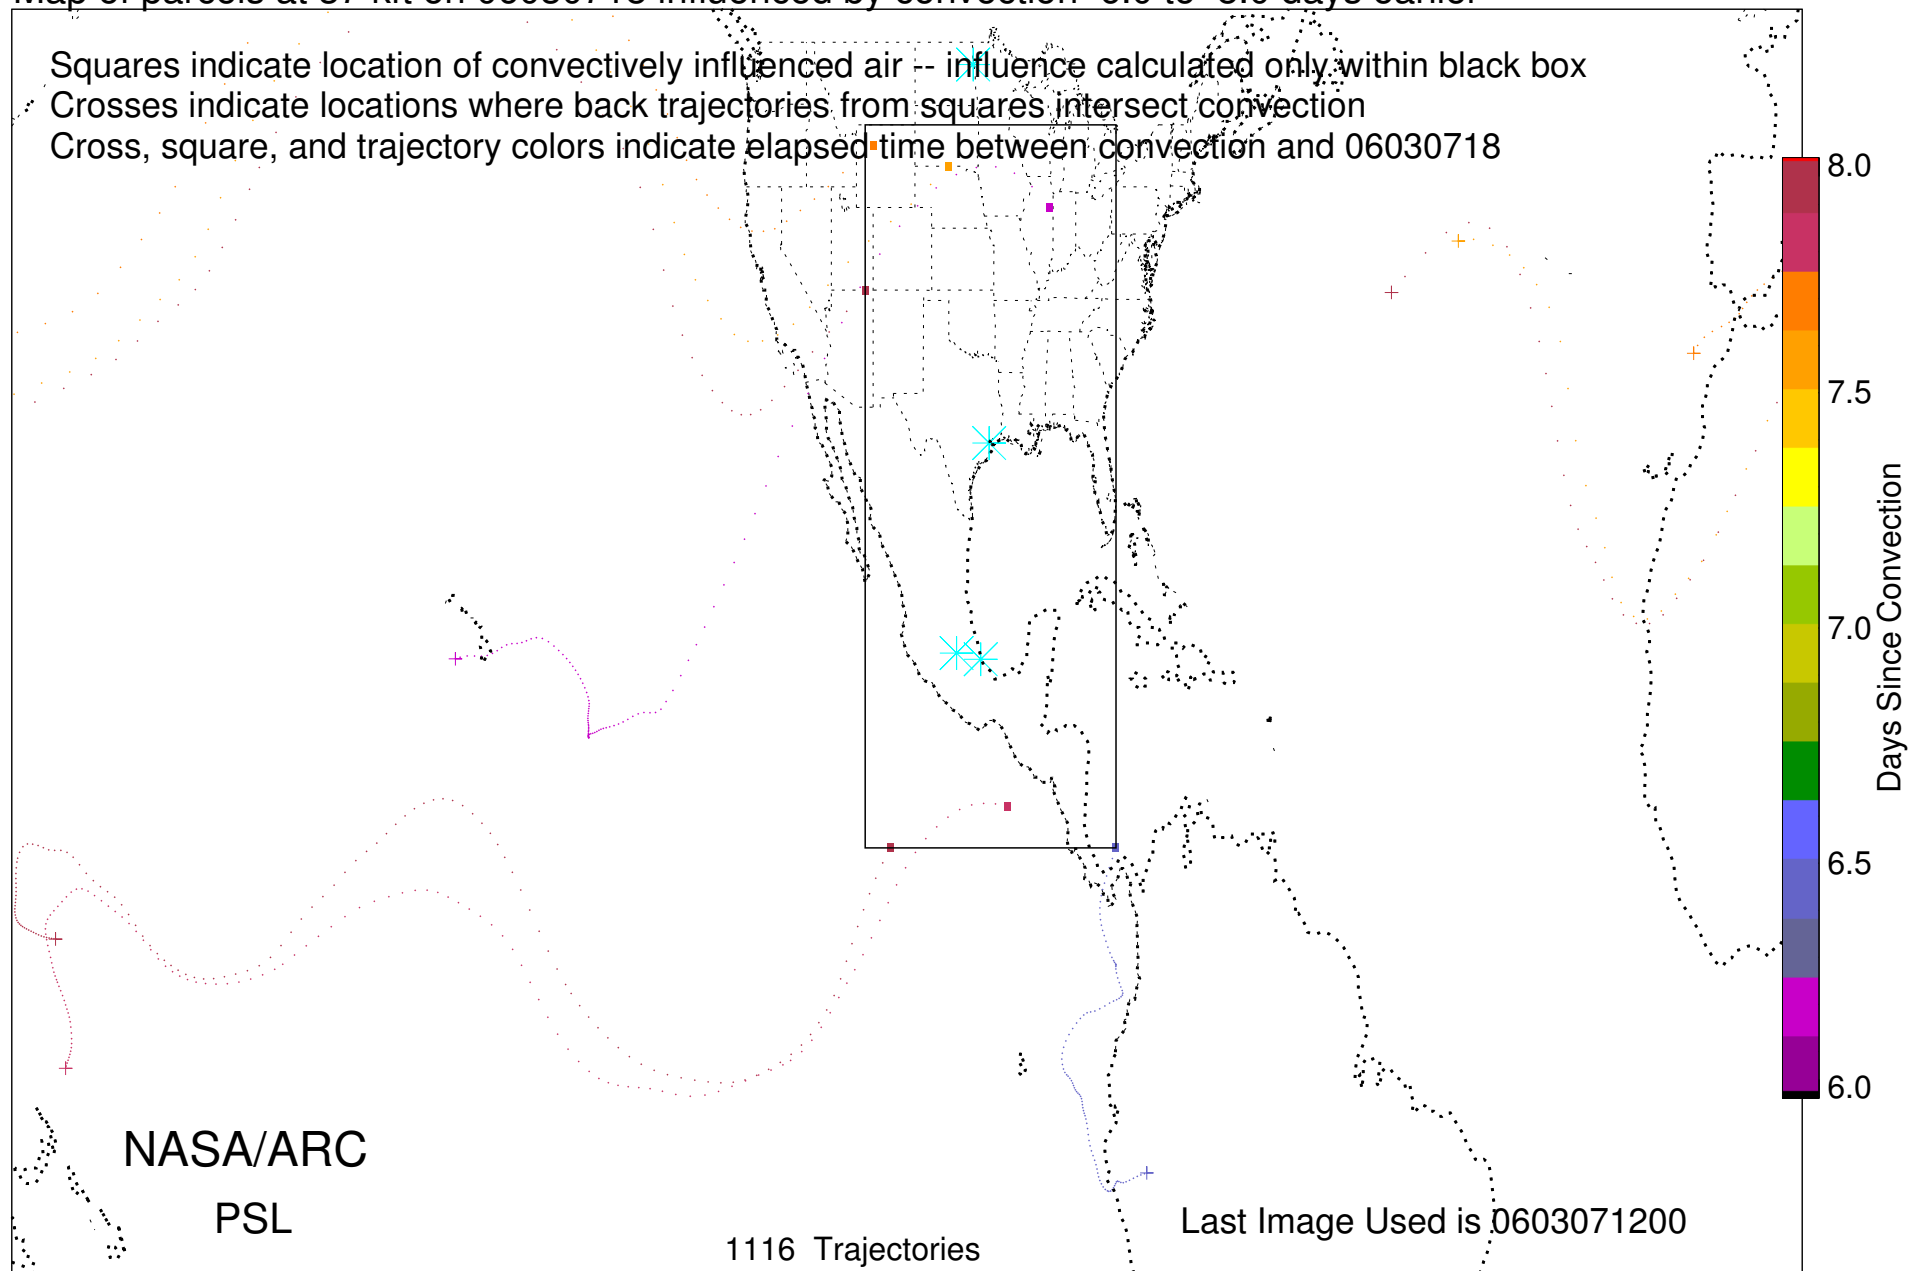 Squares indicate location of convectively influenced air -- influence calculated only within black box
Crosses indicate locations where back trajectories from squares intersect convection
Cross, square, and trajectory colors indicate elapsed time between convection and 06030718
8.0
7.5
7.0
6.5
6.0
Days Since Convection
NASA/ARC
PSL
Last Image Used is 0603071200
1116 Trajectories